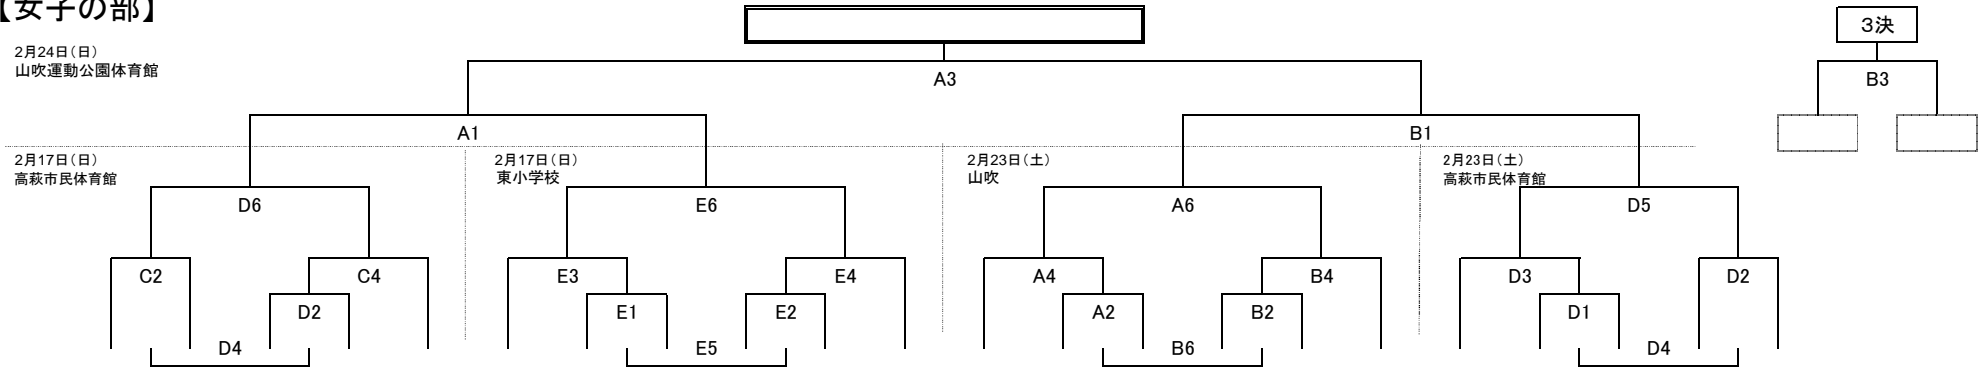 【女子の部】
3決
2月24日(日)
山吹運動公園体育館
A3
B3
A1
B1
2月17日(日)
高萩市民体育館
2月17日(日)
東小学校
2月23日(土)
山吹
2月23日(土)
高萩市民体育館
D6
E6
A6
D5
C2
C4
E3
E4
A4
B4
D3
D2
D2
E1
E2
A2
B2
D1
D4
E5
B6
D4